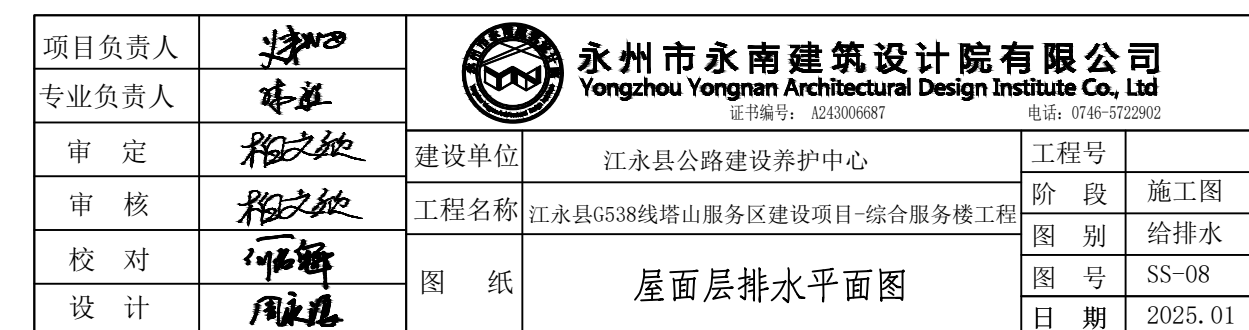 项目负责人
专业负责人
审 定
审 核
校 对
设 计
永州市永南建筑设计院有限公司
Yongzhou Yongnan Architectural Design Institute Co., Ltd
证书编号： A243006687 电话: 0746-5722902
建设单位 江永县公路建设养护中心 工程号
工程名称 江永县G538线塔山服务区建设项目-综合服务楼工程
阶 段 施工图
图 别 给排水
图 纸 屋面层排水平面图
图 号 SS-08
日 期 2025.01